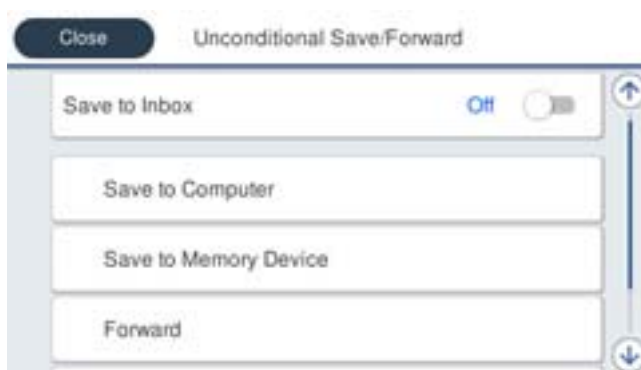 Close Unconditional Save/Forward
Save to Inbox Off
Save to Computer
Save to Memory Device
Forward